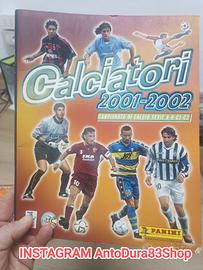 Calciatori
2001-2002
CAMPIONATO DI CALCIO SERIE A-B-C1-C2
PANINI
INSTAGRAM AntoDura83Shop